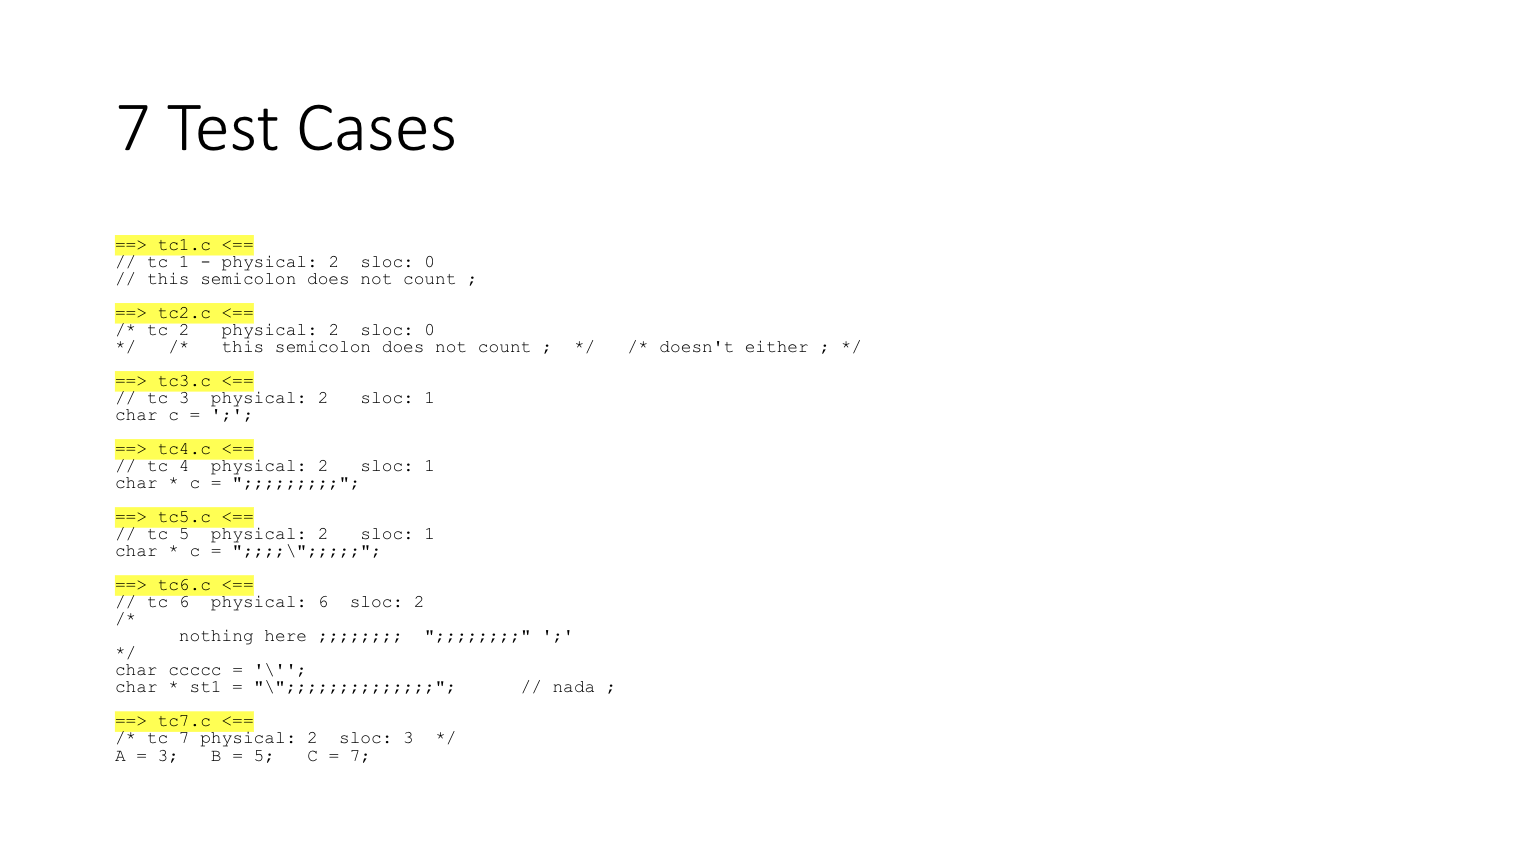 7 Test Cases
==> tc1.c <==
// tc 1 - physical: 2  sloc: 0
// this semicolon does not count ;
==> tc2.c <==
/* tc 2   physical: 2  sloc: 0
*/   /*   this semicolon does not count ;  */   /* doesn't either ; */
==> tc3.c <==
// tc 3  physical: 2   sloc: 1
char c = ';';
==> tc4.c <==
// tc 4  physical: 2   sloc: 1
char * c = ";;;;;;;;;";
==> tc5.c <==
// tc 5  physical: 2   sloc: 1
char * c = ";;;;\";;;;;";
==> tc6.c <==
// tc 6  physical: 6  sloc: 2
/*
      nothing here ;;;;;;;;  ";;;;;;;;" ';'
*/
char ccccc = '\'';
char * st1 = "\";;;;;;;;;;;;;;";      // nada ;
==> tc7.c <==
/* tc 7 physical: 2  sloc: 3  */
A = 3;   B = 5;   C = 7;